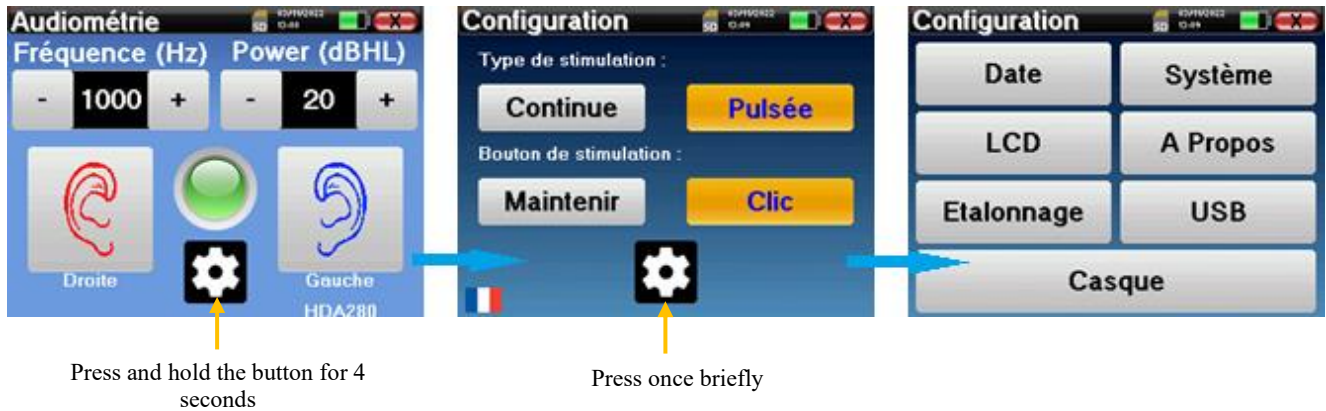 Audiométrie
Fréquence (Hz) Power (dBHL)
- 1000 + - 20 +
Droite
Gauche
HDA280
Configuration
Type de stimulation :
Continue Pulsée
Bouton de stimulation :
Maintenir Clic
Configuration
Date Système
LCD A Propos
Etalonnage USB
Casque
Press and hold the button for 4
seconds
Press once briefly